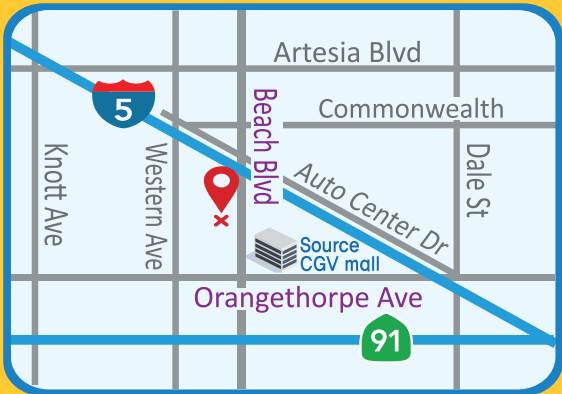 Artesia Blvd
5
Commonwealth
Beach Blvd
Knott Ave
Western Ave
Dale St
Auto Center Dr
Source
CGV mall
Orangethorpe Ave
91